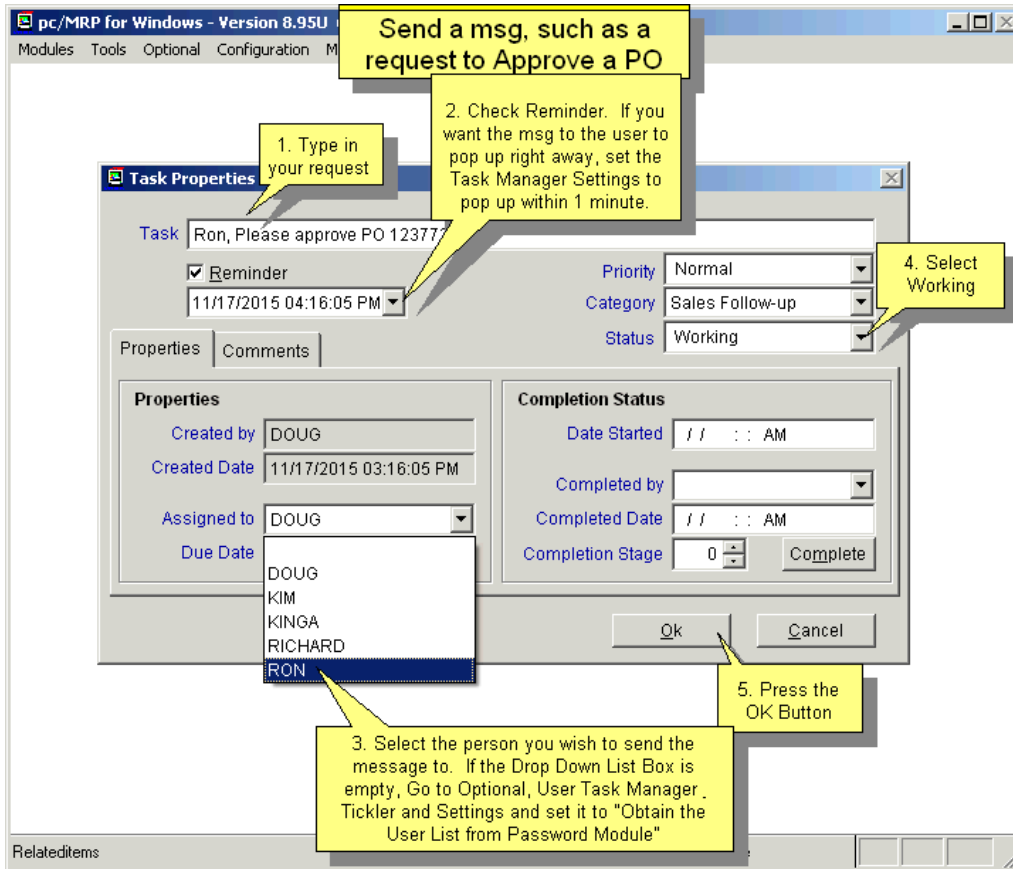 pc/MRP for Windows - Version 8.95U
Send a msg, such as a
request to Approve a PO
Modules Tools Optional Configuration M
2. Check Reminder. If you
want the msg to the user to
pop up right away, set the
Task Manager Settings to
pop up within 1 minute.
1. Type in
your request
Task Properties
Task Ron, Please approve PO 123773
Reminder
11/17/2015 04:16:05 PM
Priority Normal
Category Sales Follow-up
Status Working
4. Select
Working
Properties Comments
Properties
Created by DOUG
Created Date 11/17/2015 03:16:05 PM
Assigned to DOUG
Due Date
DOUG
KIM
KINGA
RICHARD
RON
Completion Status
Date Started / / : : AM
Completed by
Completed Date / / : : AM
Completion Stage 0 Complete
Ok Cancel
5. Press the
OK Button
3. Select the person you wish to send the
message to. If the Drop Down List Box is
empty, Go to Optional, User Task Manager
Tickler and Settings and set it to "Obtain the
User List from Password Module"
Relateditems